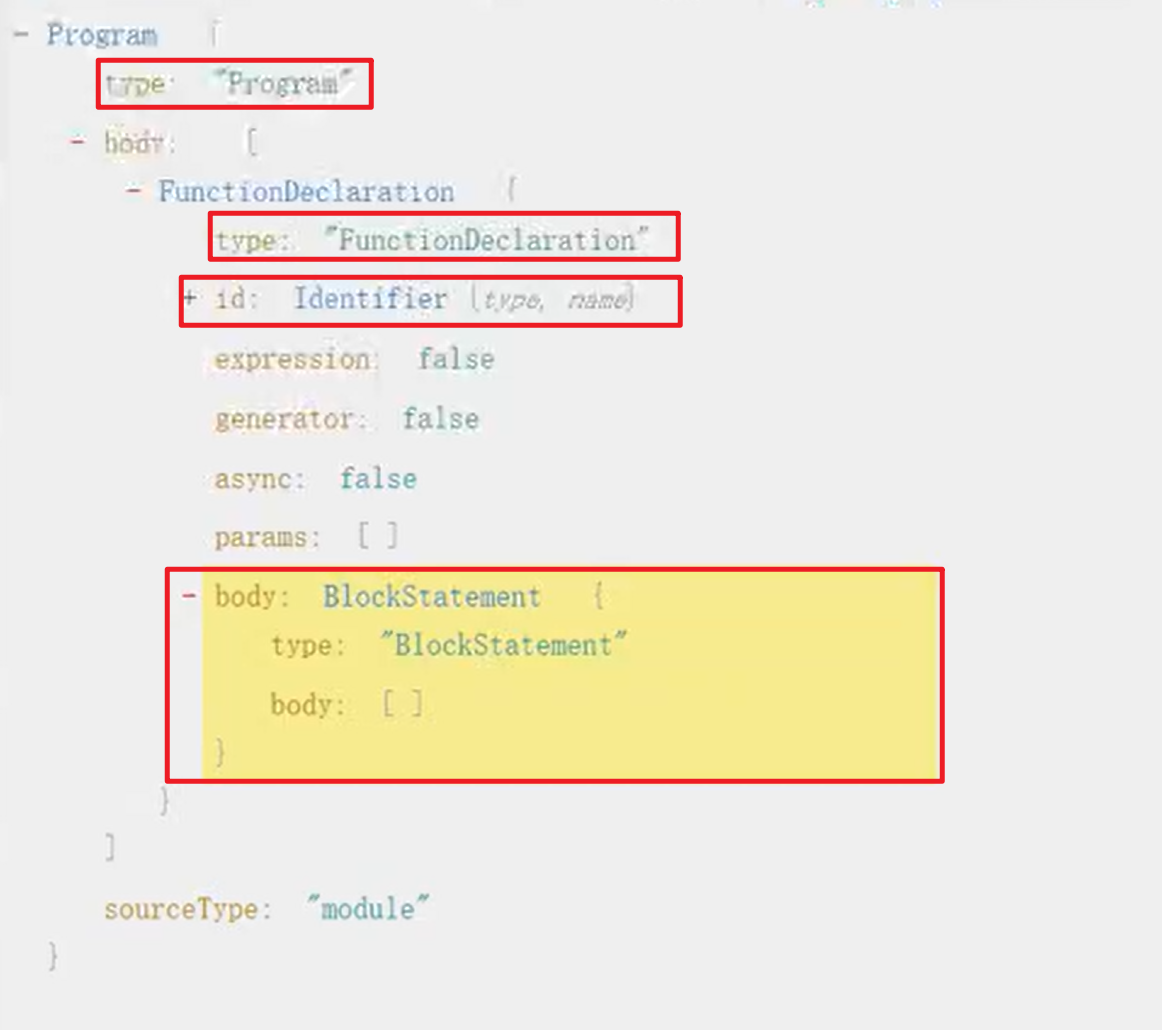 - Program {
type: "Program"
- body: [
- FunctionDeclaration {
type: "FunctionDeclaration"
+ id: Identifier {type, name}
expression: false
generator: false
async: false
params: [ ]
- body: BlockStatement {
type: "BlockStatement"
body: [ ]
}
}
]
sourceType: "module"
}